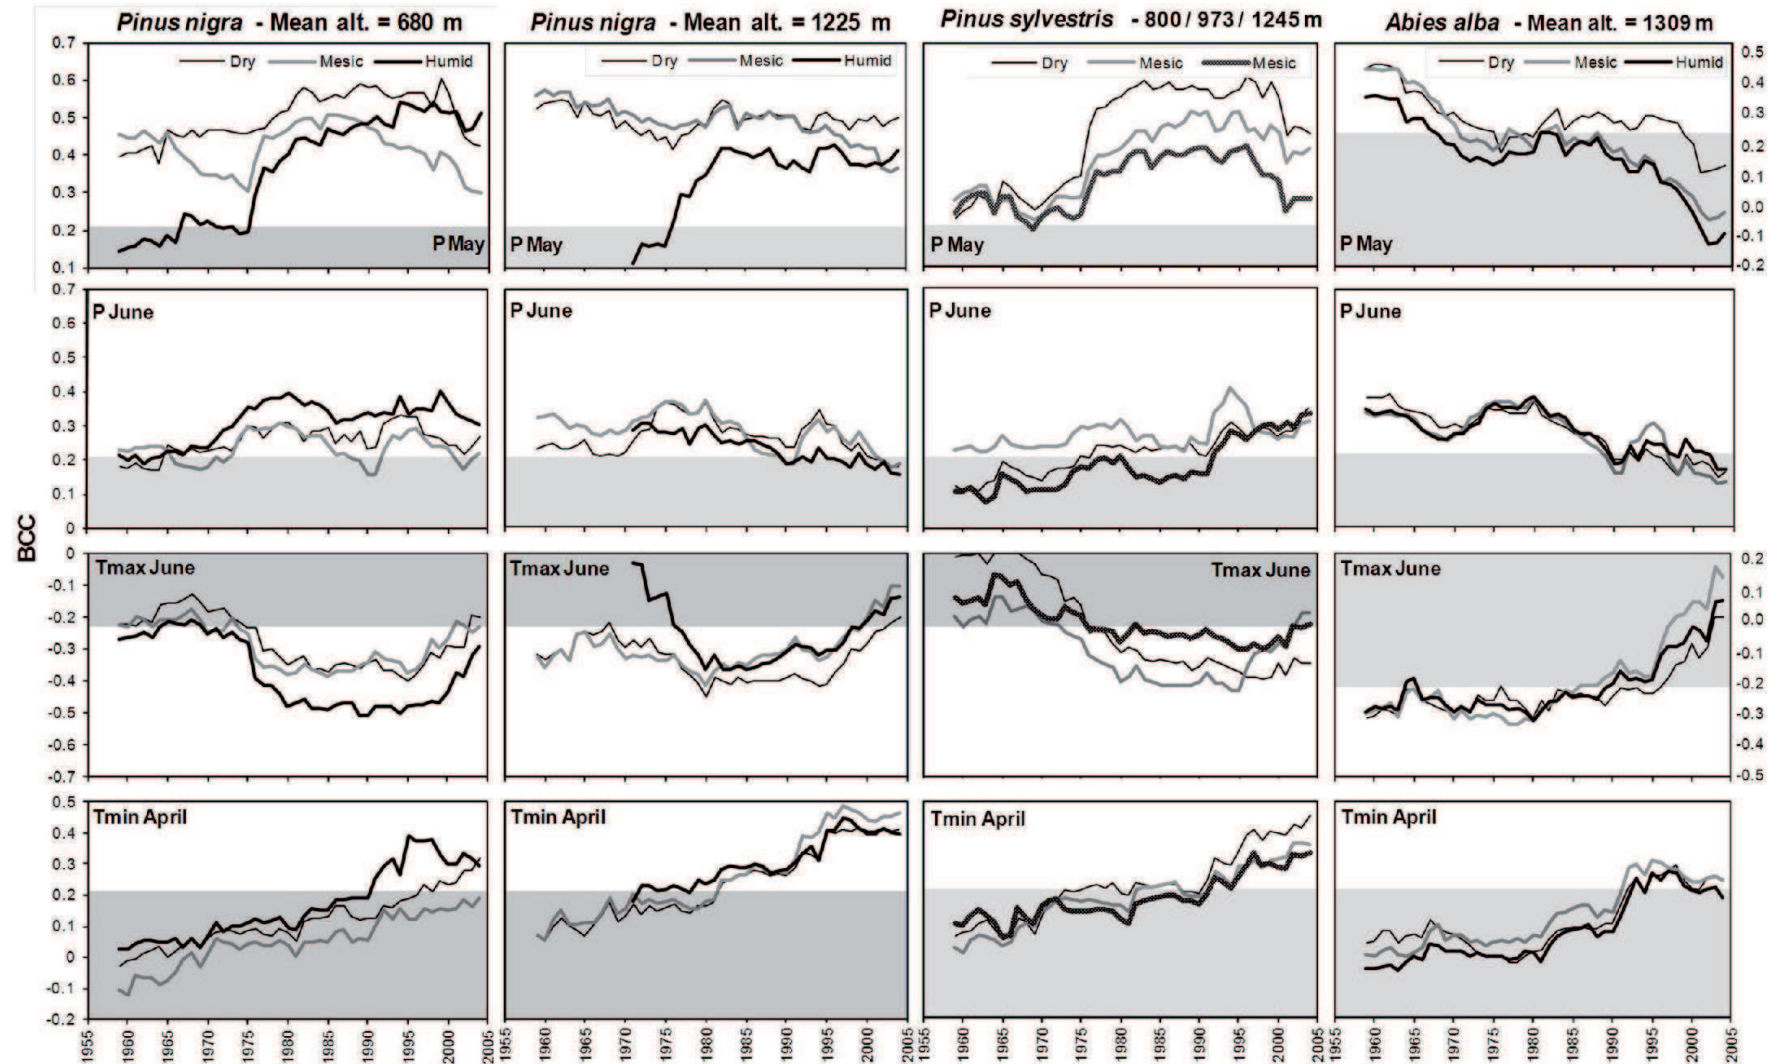 Pinus nigra - Mean alt. = 680 m
Pinus nigra - Mean alt. = 1225 m
Pinus sylvestris - 800 / 973 / 1245 m
Abies alba - Mean alt. = 1309 m
Dry Mesic Humid
Dry Mesic Humid
Dry Mesic Mesic
Dry Mesic Humid
0.7
0.6
0.5
0.4
0.3
0.2
0.1
0.5
0.4
0.3
0.2
0.1
0.0
-0.1
-0.2
P May
P May
P May
P May
0.7
0.6
0.5
0.4
0.3
0.2
0.1
0
P June
P June
P June
P June
BCC
0
-0.1
-0.2
-0.3
-0.4
-0.5
-0.6
-0.7
0.2
0.1
0.0
-0.1
-0.2
-0.3
-0.4
-0.5
Tmax June
Tmax June
Tmax June
Tmax June
0.5
0.4
0.3
0.2
0.1
0
-0.1
-0.2
Tmin April
Tmin April
Tmin April
Tmin April
1955 1960 1965 1970 1975 1980 1985 1990 1995 2000 2005
1955 1960 1965 1970 1975 1980 1985 1990 1995 2000 2005
1955 1960 1965 1970 1975 1980 1985 1990 1995 2000 2005
1955 1960 1965 1970 1975 1980 1985 1990 1995 2000 2005